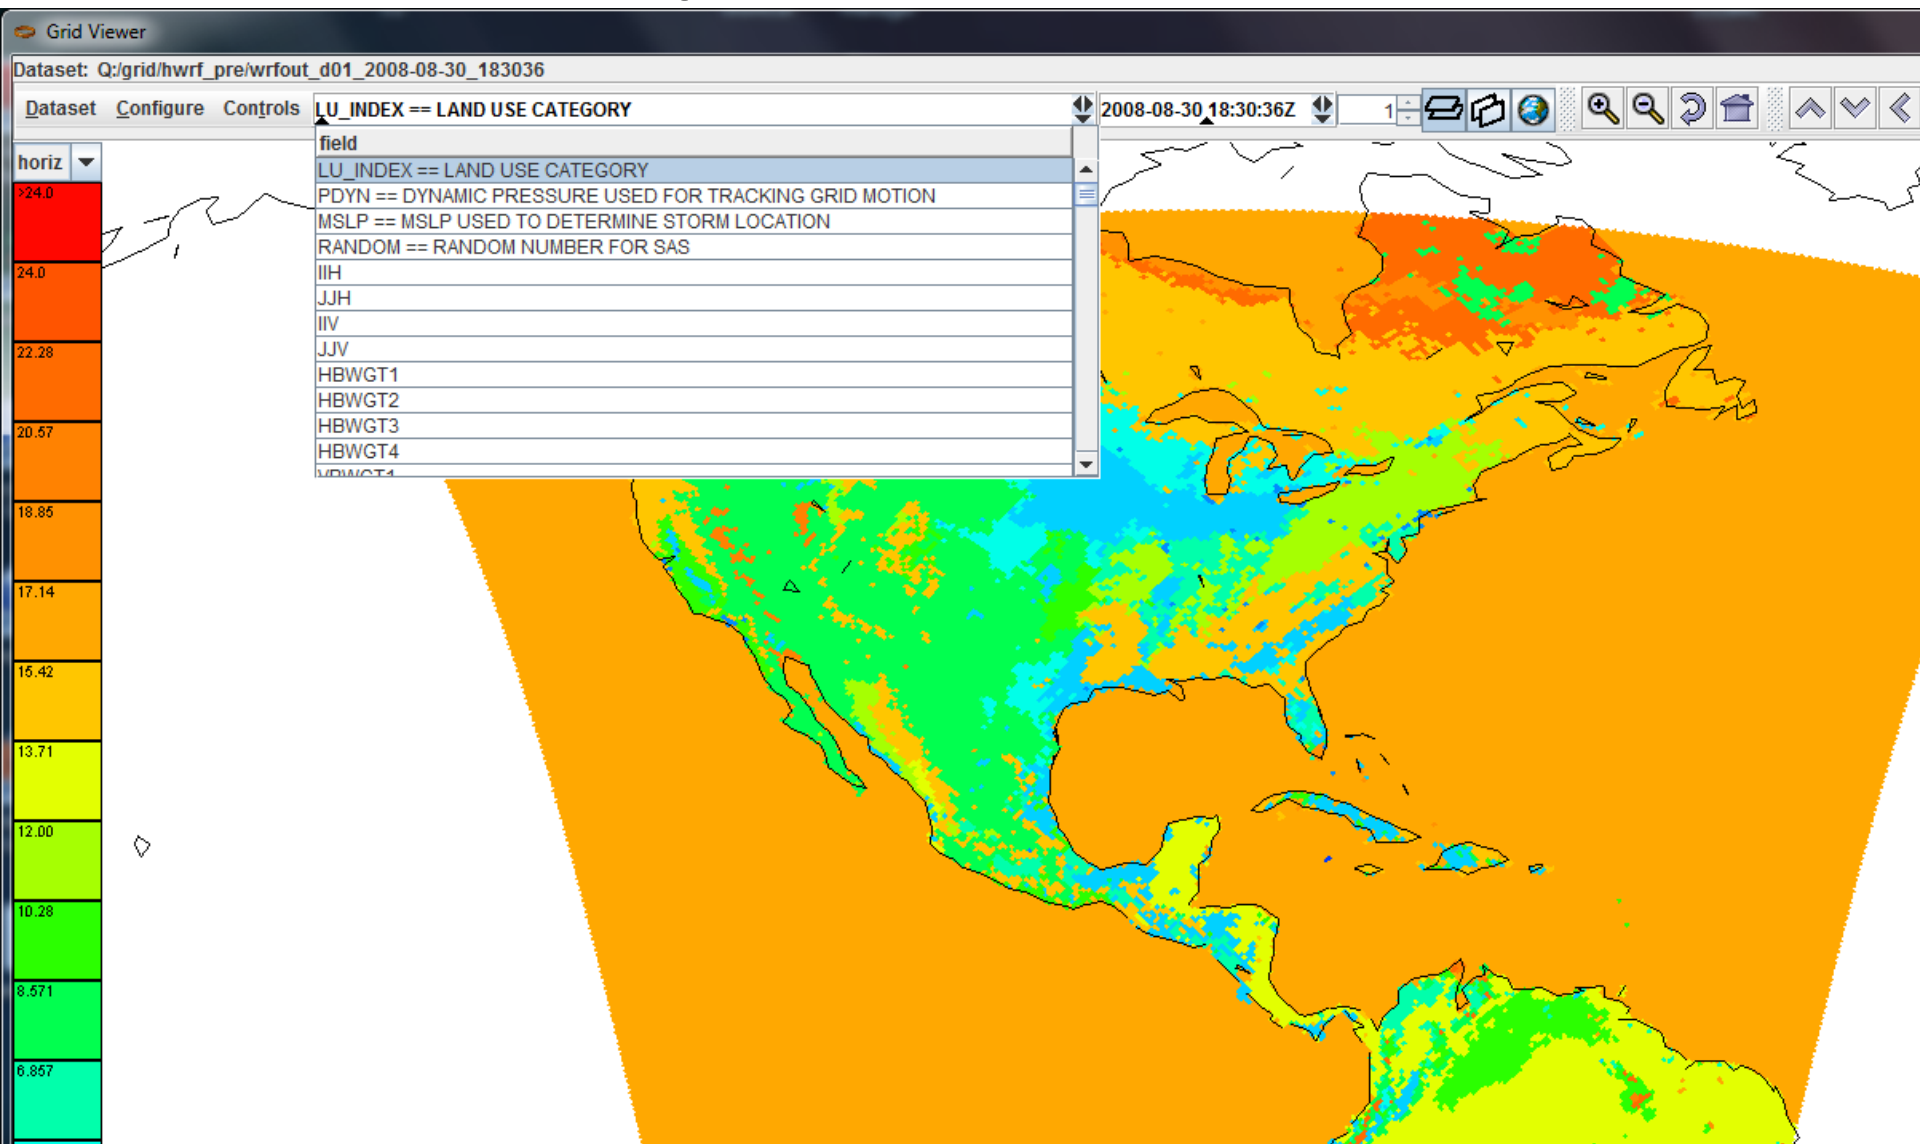 Grid Viewer
Dataset: Q:/grid/hwrf_pre/wrfout_d01_2008-08-30_183036
Dataset Configure Controls LU_INDEX == LAND USE CATEGORY 2008-08-30 18:30:36Z 1
field
horiz
LU_INDEX == LAND USE CATEGORY
PDYN == DYNAMIC PRESSURE USED FOR TRACKING GRID MOTION
MSLP == MSLP USED TO DETERMINE STORM LOCATION
RANDOM == RANDOM NUMBER FOR SAS
IIH
JJH
IIV
JJV
HBWGT1
HBWGT2
HBWGT3
HBWGT4
VBWGT1
>24.0
24.0
22.28
20.57
18.85
17.14
15.42
13.71
12.00
10.28
8.571
6.857